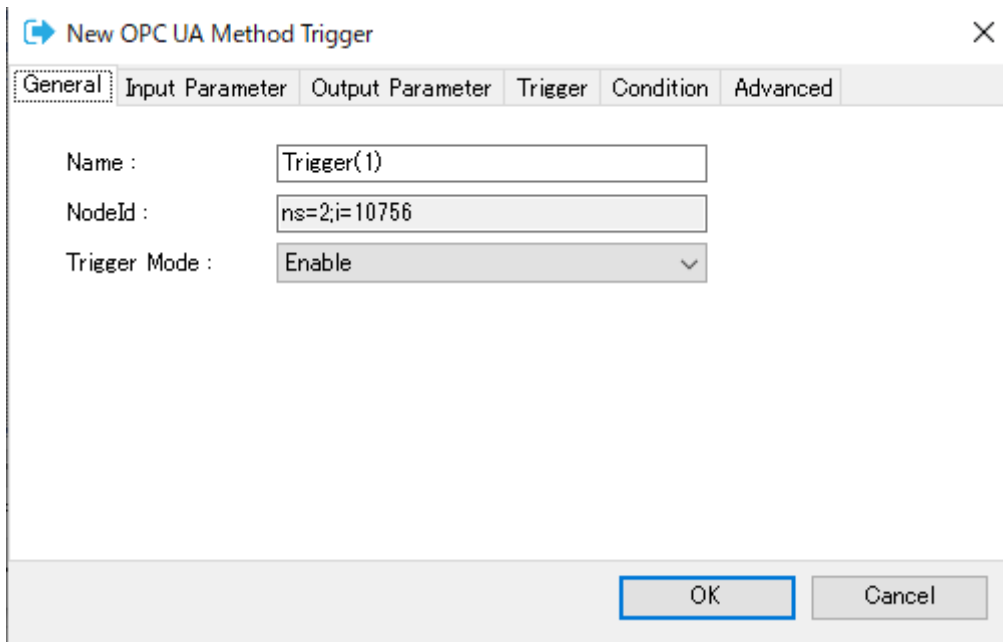 New OPC UA Method Trigger
General Input Parameter Output Parameter Trigger Condition Advanced
Name :
Trigger(1)
NodeId :
ns=2;i=10756
Trigger Mode :
Enable
OK Cancel